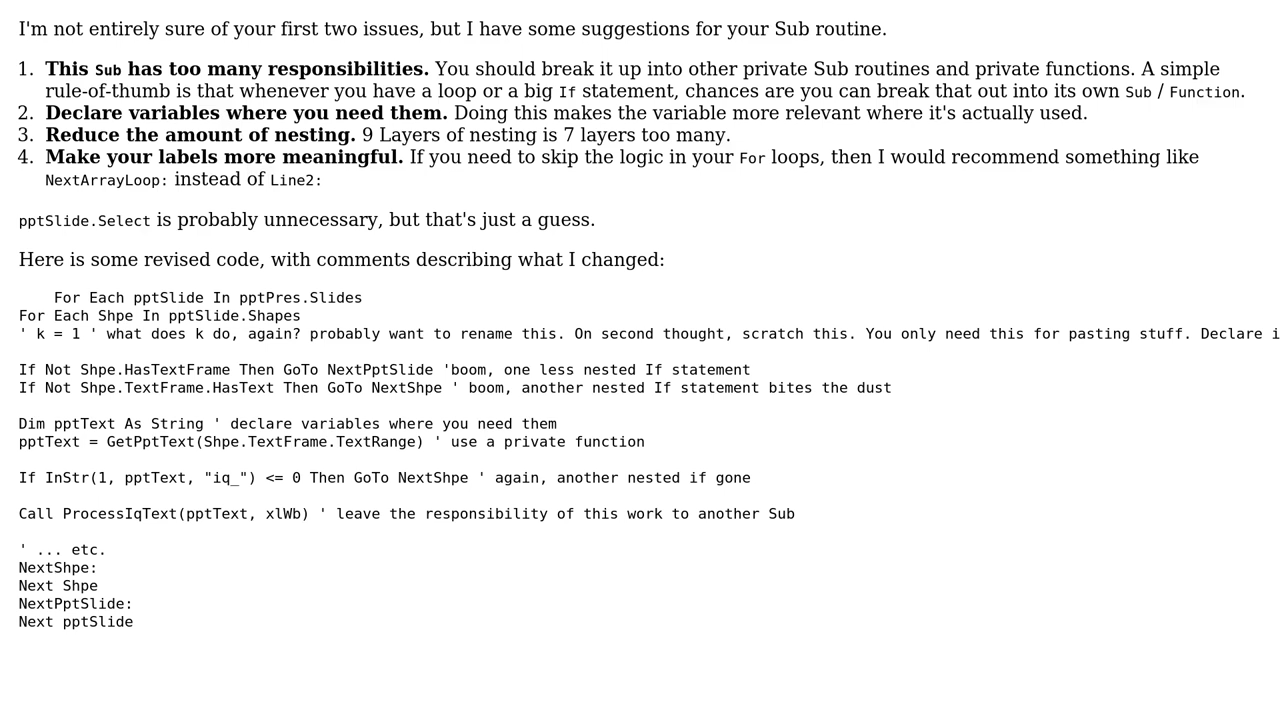 I'm not entirely sure of your first two issues, but I have some suggestions for your Sub routine.
1. This Sub has too many responsibilities. You should break it up into other private Sub routines and private functions. A simple
rule-of-thumb is that whenever you have a loop or a big If statement, chances are you can break that out into its own Sub / Function.
2. Declare variables where you need them. Doing this makes the variable more relevant where it's actually used.
3. Reduce the amount of nesting. 9 Layers of nesting is 7 layers too many.
4. Make your labels more meaningful. If you need to skip the logic in your For loops, then I would recommend something like
NextArrayLoop: instead of Line2:
pptSlide.Select is probably unnecessary, but that's just a guess.
Here is some revised code, with comments describing what I changed:
    For Each pptSlide In pptPres.Slides
For Each Shpe In pptSlide.Shapes
' k = 1 ' what does k do, again? probably want to rename this. On second thought, scratch this. You only need this for pasting stuff. Declare i
If Not Shpe.HasTextFrame Then GoTo NextPptSlide 'boom, one less nested If statement
If Not Shpe.TextFrame.HasText Then GoTo NextShpe ' boom, another nested If statement bites the dust
Dim pptText As String ' declare variables where you need them
pptText = GetPptText(Shpe.TextFrame.TextRange) ' use a private function
If InStr(1, pptText, "iq_") <= 0 Then GoTo NextShpe ' again, another nested if gone
Call ProcessIqText(pptText, xlWb) ' leave the responsibility of this work to another Sub
' ... etc.
NextShpe:
Next Shpe
NextPptSlide:
Next pptSlide